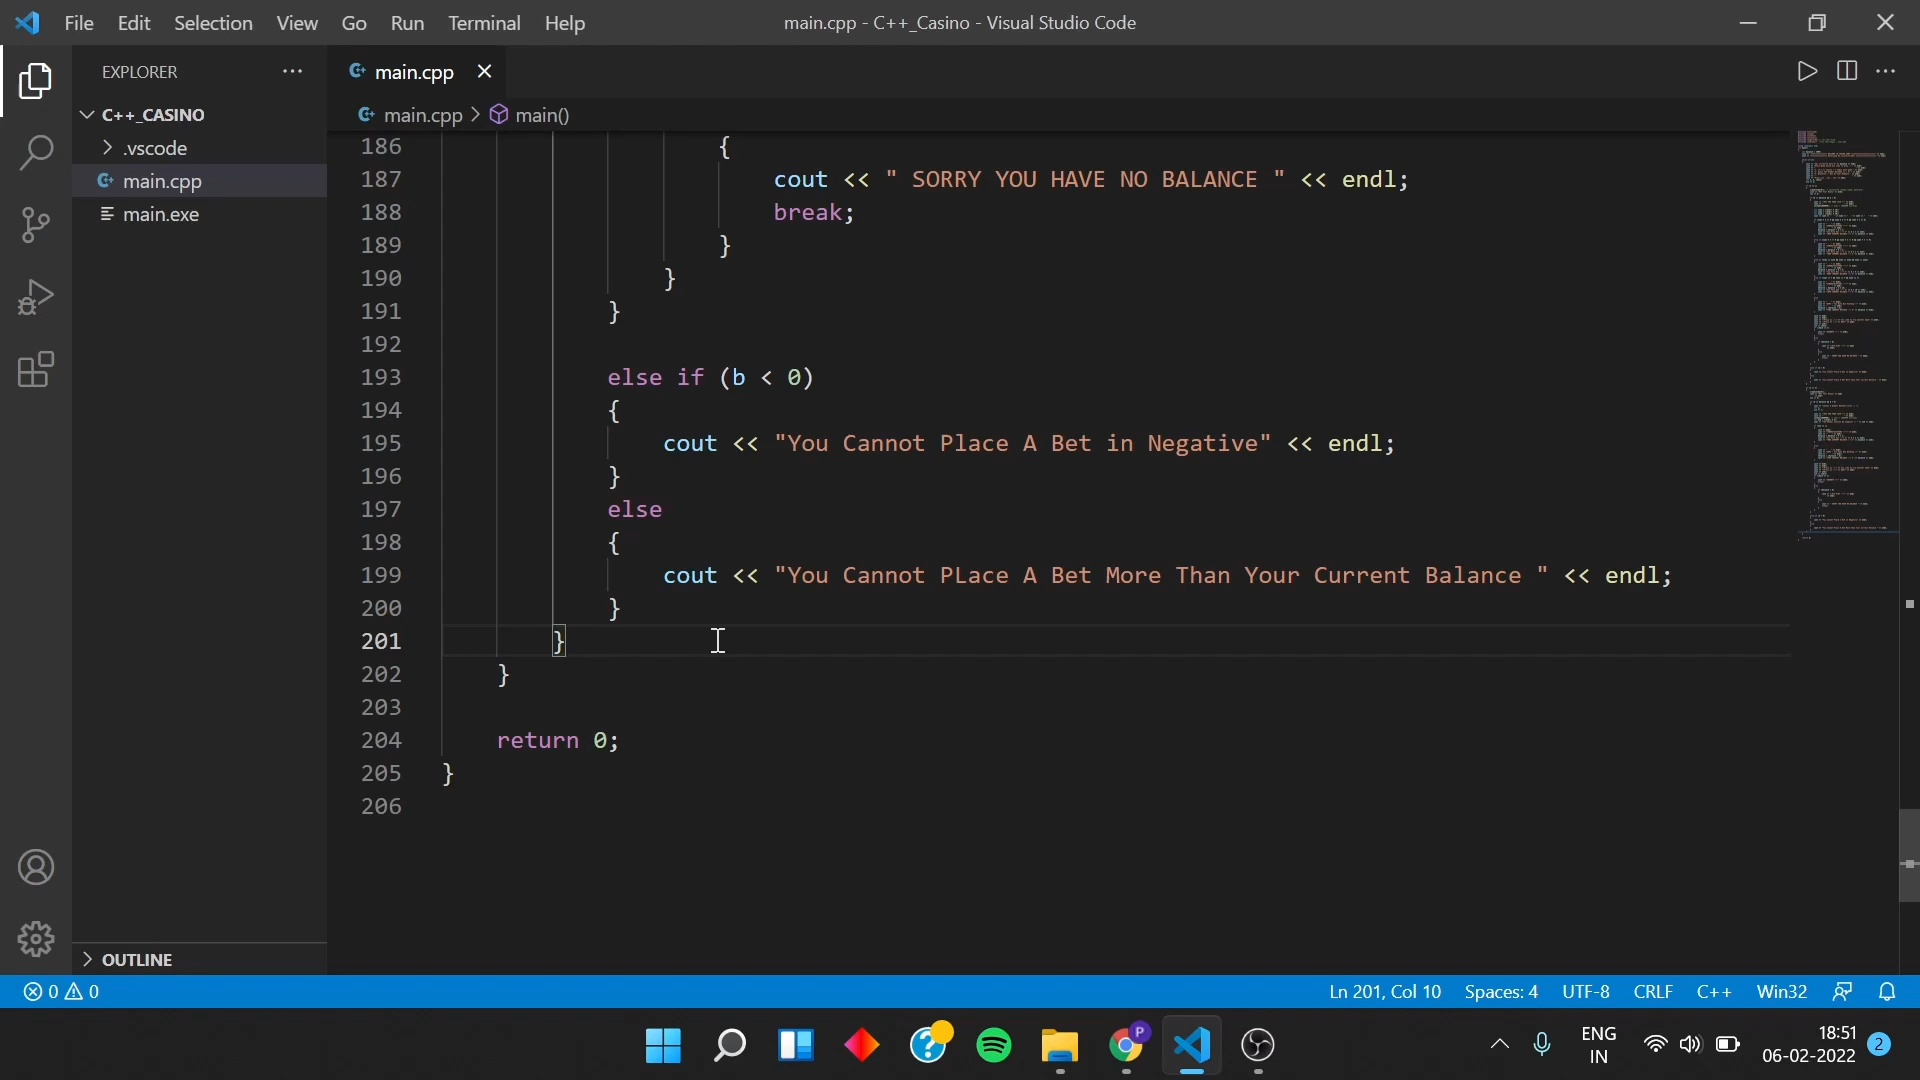 File Edit Selection View Go Run Terminal Help
main.cpp - C++_Casino - Visual Studio Code
EXPLORER
main.cpp
C++_CASINO
main.cpp > main()
.vscode
main.cpp
main.exe
186 {
187 cout << " SORRY YOU HAVE NO BALANCE " << endl;
188 break;
189 }
190 }
191 }
192
193 else if (b < 0)
194 {
195 cout << "You Cannot Place A Bet in Negative" << endl;
196 }
197 else
198 {
199 cout << "You Cannot PLace A Bet More Than Your Current Balance " << endl;
200 }
201 }
202 }
203
204 return 0;
205 }
206
OUTLINE
0 0
Ln 201, Col 10 Spaces: 4 UTF-8 CRLF C++ Win32
P
ENG
IN
18:51
06-02-2022
2